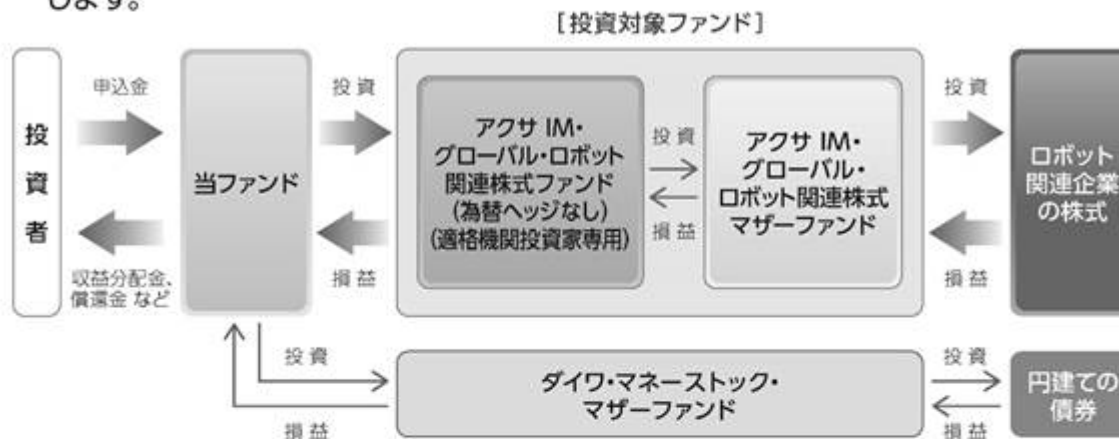 します。
[投資対象ファンド]
投資者
申込金
収益分配金、
償還金 など
当ファンド
投資
損益
アクサ IM・
グローバル・ロボット
関連株式ファンド
(為替ヘッジなし)
(適格機関投資家専用)
投資
損益
アクサ IM・
グローバル・
ロボット関連株式
マザーファンド
投資
損益
ロボット
関連企業
の株式
投資
損益
ダイワ・マネーストック・
マザーファンド
投資
損益
円建ての
債券